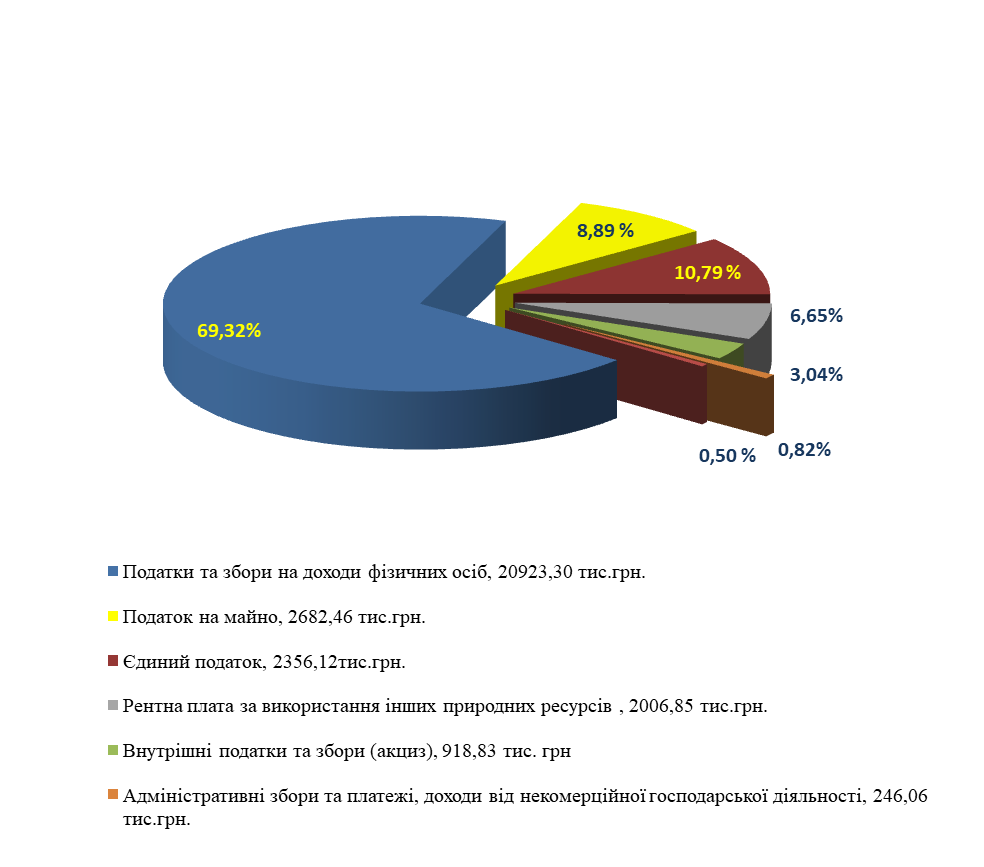 8,89 %
10,79 %
69,32%
6,65%
3,04%
0,50 %
0,82%
Податки та збори на доходи фізичних осіб, 20923,30 тис.грн.
Податок на майно, 2682,46 тис.грн.
Єдиний податок, 2356,12тис.грн.
Рентна плата за використання інших природних ресурсів , 2006,85 тис.грн.
Внутрішні податки та збори (акциз), 918,83 тис. грн
Адміністративні збори та платежі, доходи від некомерційної господарської діяльності, 246,06
тис.грн.